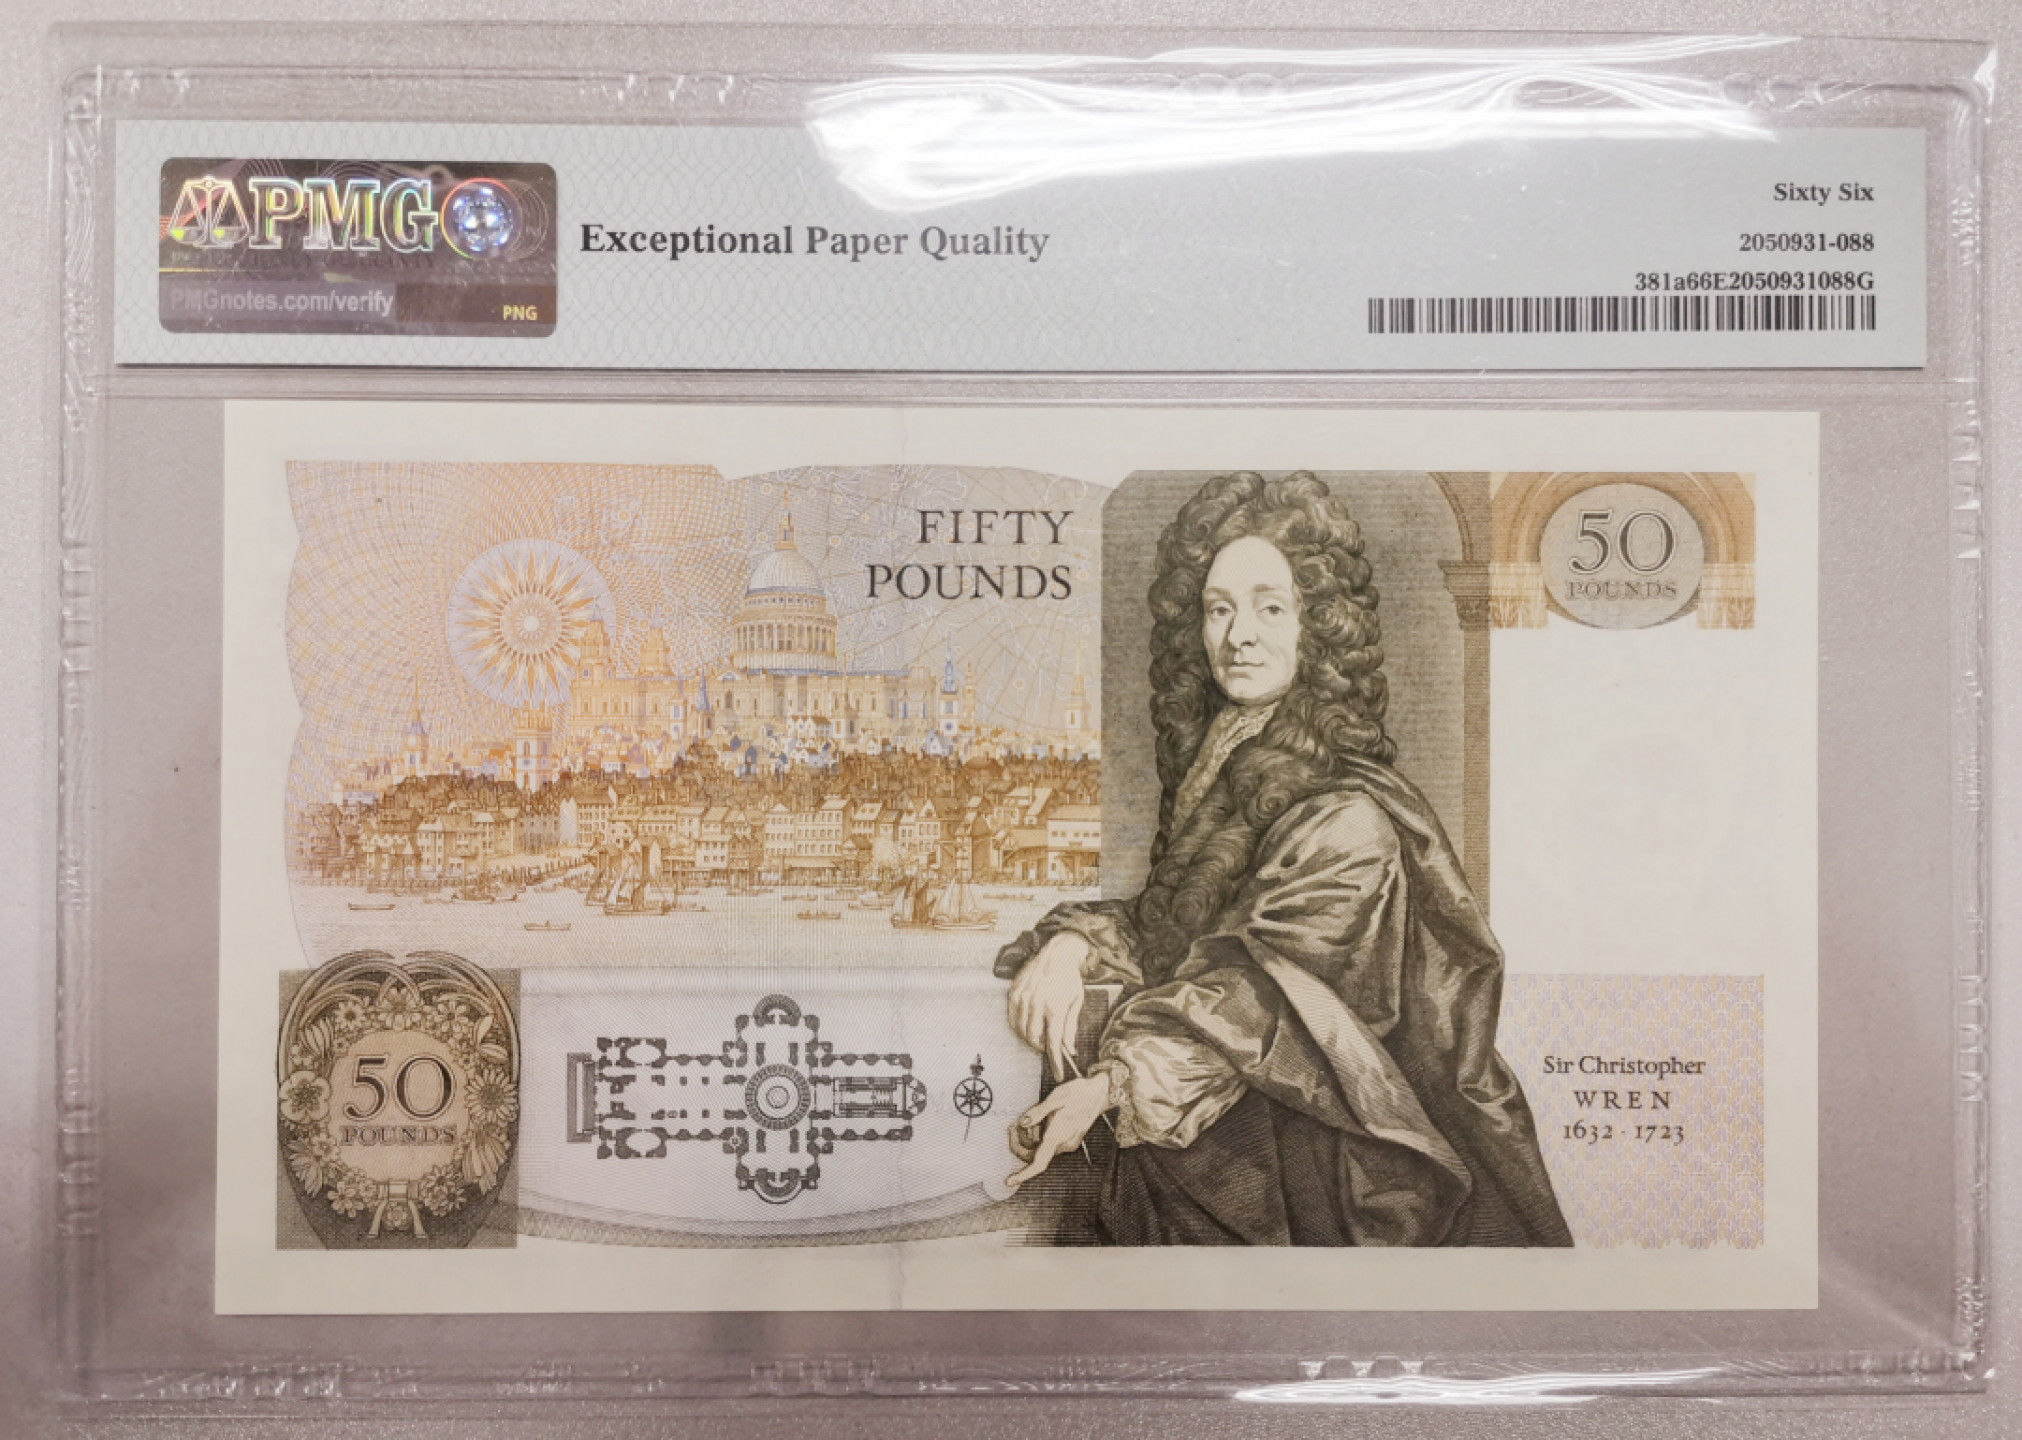 PMG
PMGnotes.com/verify
PNG
Exceptional Paper Quality
Sixty Six
2050931-088
381a66E2050931088G
FIFTY
POUNDS
50
POUNDS
50
POUNDS
Sir Christopher
WREN
1632 · 1723